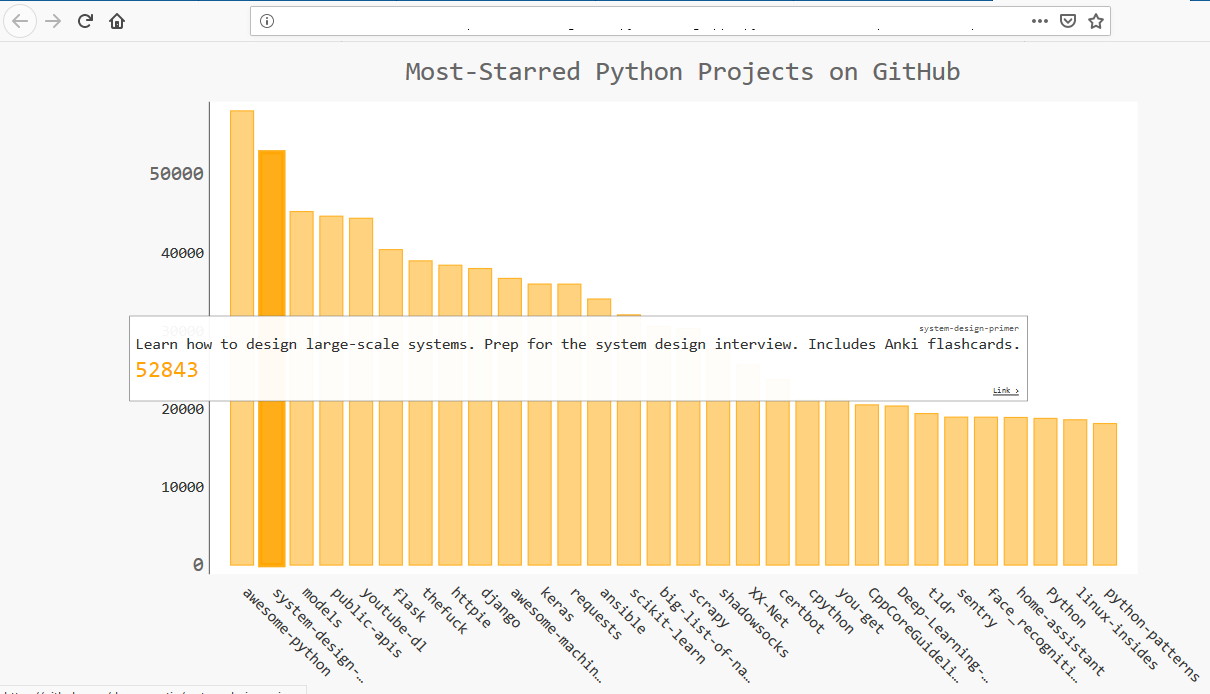 Most-Starred Python Projects on GitHub
50000
40000
30000
system-design-primer
Learn how to design large-scale systems. Prep for the system design interview. Includes Anki flashcards.
52843
Link ›
20000
10000
0
awesome-python
system-design-…
models
public-apis
youtube-dl
flask
thefuck
httpie
django
awesome-machin…
keras
requests
ansible
scikit-learn
big-list-of-na…
scrapy
shadowsocks
XX-Net
certbot
cpython
you-get
CppCoreGuideli…
Deep-Learning-…
tldr
sentry
face_recogniti…
home-assistant
Python
linux-insides
python-patterns